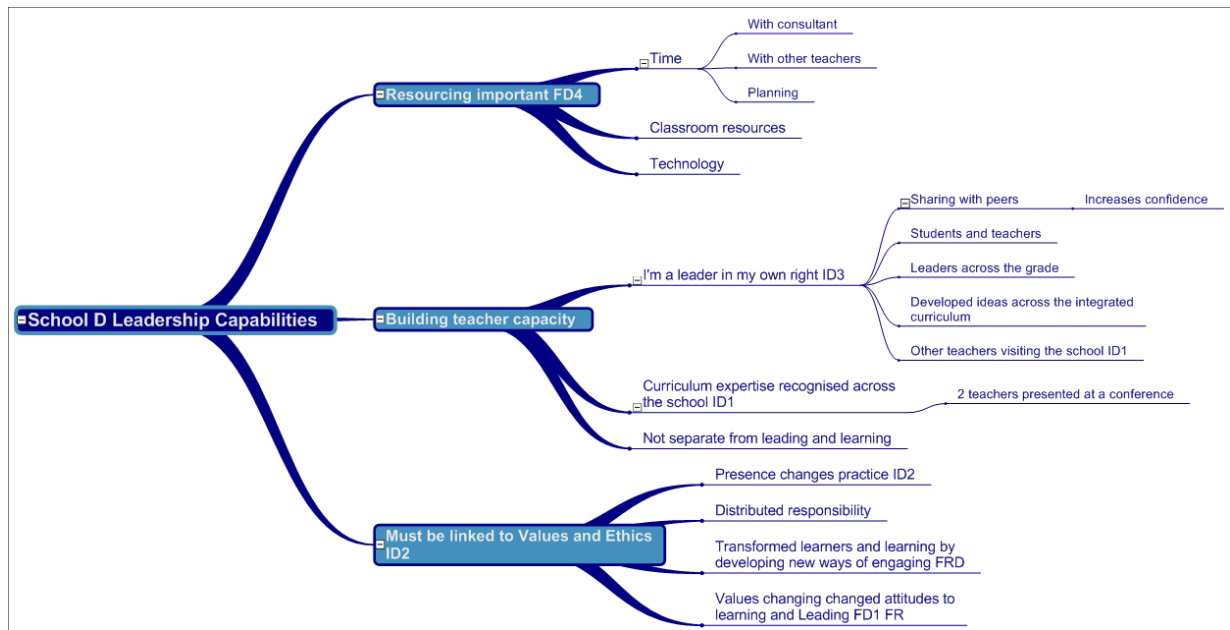 With consultant
Time
With other teachers
Planning
Resourcing important FD4
Classroom resources
Technology
Sharing with peers
Increases confidence
Students and teachers
I'm a leader in my own right ID3
Leaders across the grade
Developed ideas across the integrated
curriculum
Other teachers visiting the school ID1
School D Leadership Capabilities
Building teacher capacity
Curriculum expertise recognised across
the school ID1
2 teachers presented at a conference
Not separate from leading and learning
Presence changes practice ID2
Distributed responsibility
Must be linked to Values and Ethics
ID2
Transformed learners and learning by
developing new ways of engaging FRD
Values changing changed attitudes to
learning and Leading FD1 FR